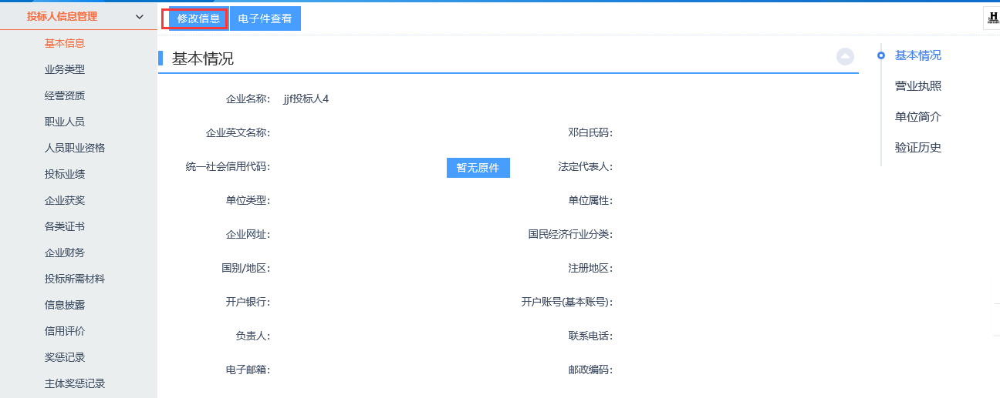 投标人信息管理
基本信息
业务类型
经营资质
职业人员
人员职业资格
投标业绩
企业获奖
各类证书
企业财务
投标所需材料
信息披露
信用评价
奖惩记录
主体奖惩记录
修改信息 电子件查看
基本情况
企业名称： jjf投标人4
企业英文名称： 邓白氏码：
统一社会信用代码： 暂无原件 法定代表人：
单位类型： 单位属性：
企业网址： 国民经济行业分类：
国别/地区： 注册地区：
开户银行： 开户账号(基本账号)：
负责人： 联系电话：
电子邮箱： 邮政编码：
基本情况
营业执照
单位简介
验证历史
H